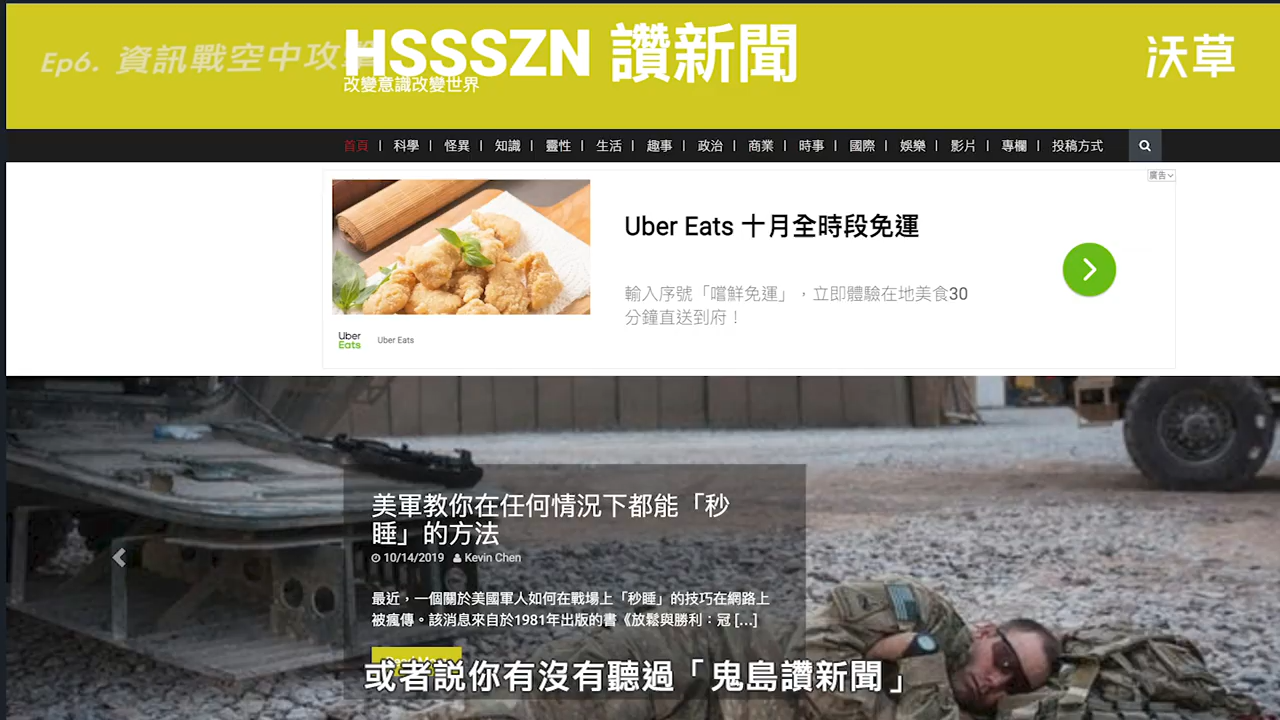 Ep6. 資訊戰空中攻
HSSSZN 讚新聞
沃草
改變意識改變世界
首頁 | 科學 | 怪異 | 知識 | 靈性 | 生活 | 趣事 | 政治 | 商業 | 時事 | 國際 | 娛樂 | 影片 | 專欄 | 投稿方式
廣告
Uber Eats 十月全時段免運
輸入序號「嚐鮮免運」，立即體驗在地美食30
分鐘直送到府！
Uber
Eats
Uber Eats
美軍教你在任何情況下都能「秒
睡」的方法
10/14/2019 Kevin Chen
最近，一個關於美國軍人如何在戰場上「秒睡」的技巧在網路上
被瘋傳。該消息來自於1981年出版的書《放鬆與勝利：冠 [...]
或者說你有沒有聽過「鬼島讚新聞」